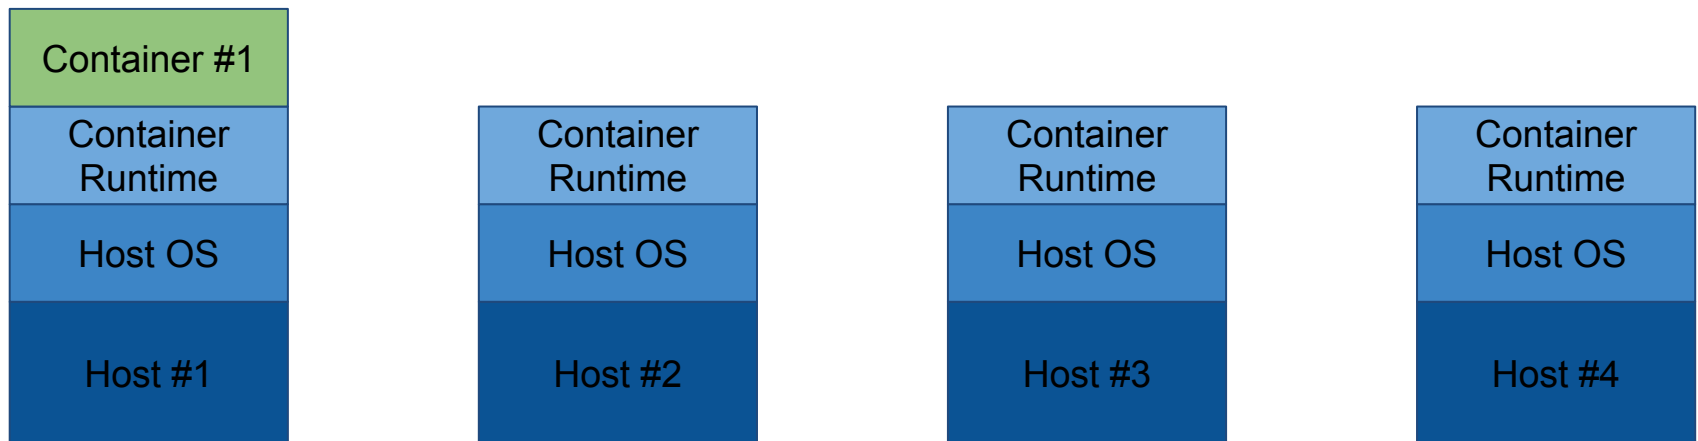 Container #1
Container
Runtime
Host OS
Host #1
Container
Runtime
Host OS
Host #2
Container
Runtime
Host OS
Host #3
Container
Runtime
Host OS
Host #4